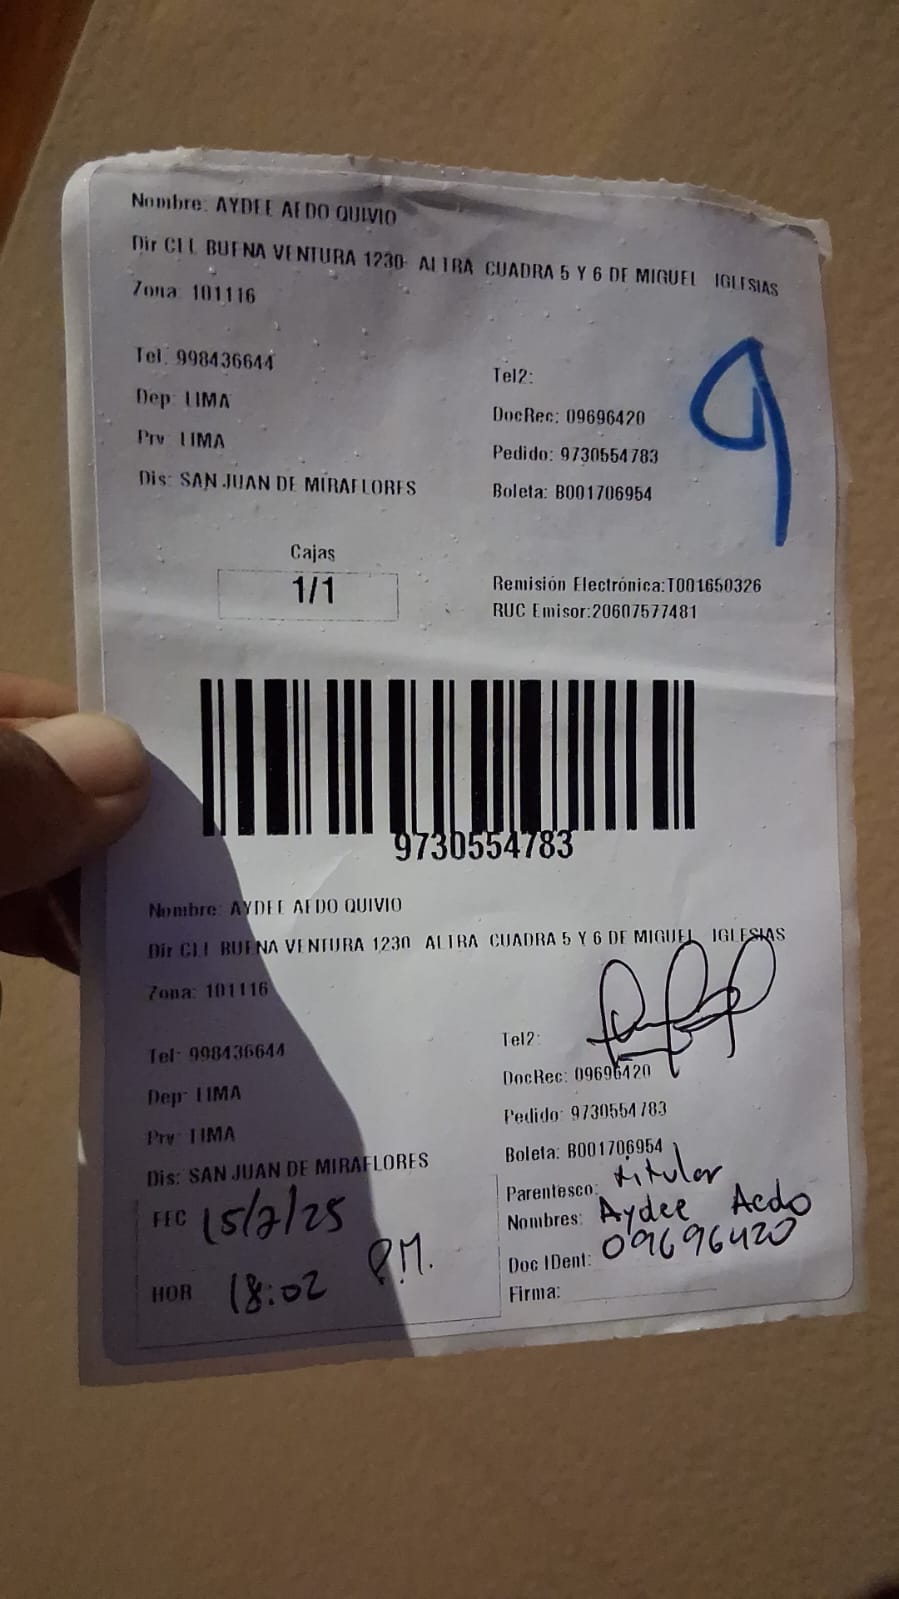 Nombre: AYDEE AEDO QUIVIO
Dir CLL BUENA VENTURA 1230 ALTRA CUADRA 5 Y 6 DE MIGUEL IGLESIAS
Zona: 101116
Tel: 998436644
Tel2:
Dep: LIMA
DocRec: 09696420
Prv: LIMA
Pedido: 9730554783
Dis: SAN JUAN DE MIRAFLORES
Boleta: B001706954
9
Cajas
1/1
Remisión Electrónica:T001650326
RUC Emisor:20607577481
9730554783
Nombre: AYDEE AEDO QUIVIO
Dir CLL BUENA VENTURA 1230 ALTRA CUADRA 5 Y 6 DE MIGUEL IGLESIAS
Zona: 101116
Tel: 998436644
Tel2:
Dep: LIMA
DocRec: 09696420
Prv: LIMA
Pedido: 9730554783
Dis: SAN JUAN DE MIRAFLORES
Boleta: B001706954
Parentesco: titular
FEC 15/7/25
Nombres: Aydee Aedo
Doc IDent: 09696420
HOR 18:02 P.M.
Firma: